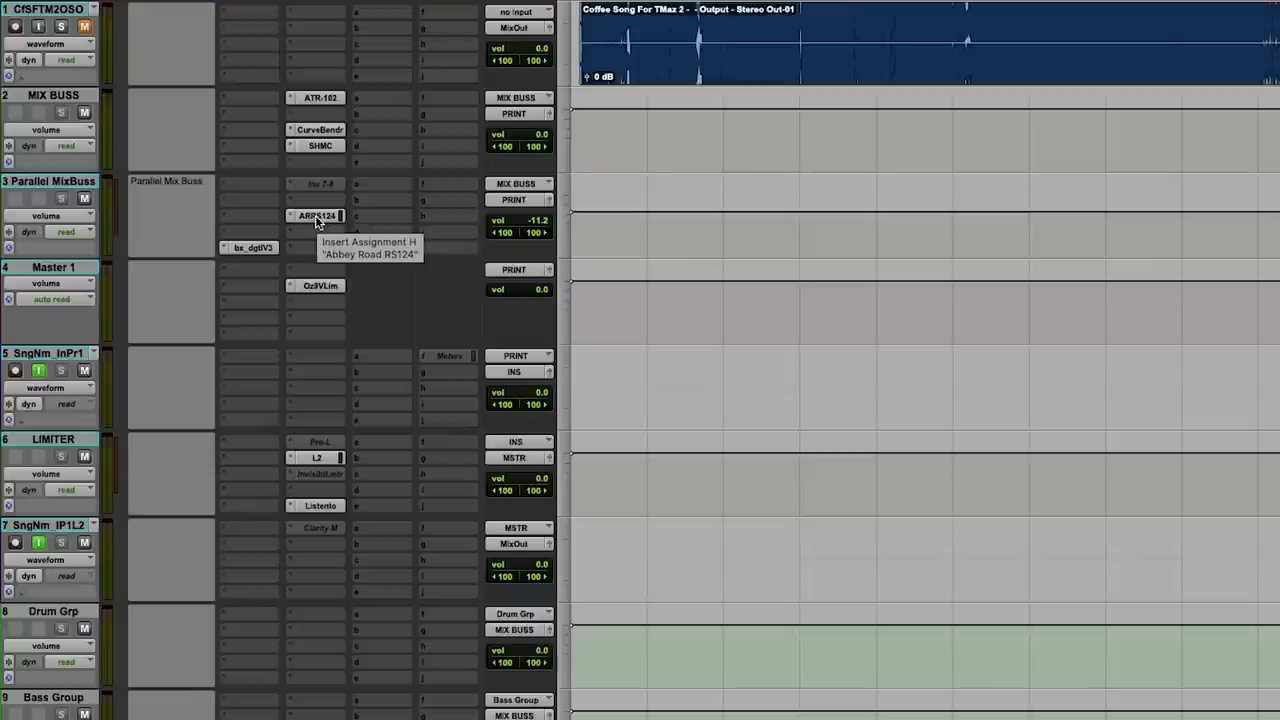 1 CfSFTM2OSO
I S M
waveform
dyn read
a f
b g
c h
d i
e j
no input
MixOut
vol 0.0
100 100
Coffee Song For TMaz 2 - - Output - Stereo Out-01
0 dB
2 MIX BUSS
S M
volume
dyn read
ATR-102
CurveBendr
SHMC
a f
b g
c h
d i
e j
MIX BUSS
PRINT
vol 0.0
100 100
3 Parallel MixBuss
S M
volume
dyn read
Parallel Mix Buss
bx_dgtlV3
Ins 7-8
ARRS124
Insert Assignment H
"Abbey Road RS124"
a f
b g
c h
MIX BUSS
PRINT
vol -11.2
100 100
4 Master 1
volume
auto read
Oz9VLim
PRINT
vol 0.0
5 SngNm_InPr1
I S M
waveform
dyn read
a f Meters
b g
c h
d i
e j
PRINT
INS
vol 0.0
100 100
6 LIMITER
S M
volume
dyn read
Pro-L
L2
InvisiblLmtr
Listento
a f
b g
c h
d i
e j
INS
MSTR
vol 0.0
100 100
7 SngNm_IP1L2
I S M
waveform
dyn read
Clarity M
a f
b g
c h
d i
e j
MSTR
MixOut
vol 0.0
100 100
8 Drum Grp
S M
volume
dyn read
a f
b g
c h
d i
e j
Drum Grp
MIX BUSS
vol 0.0
100 100
9 Bass Group
S M
a f
b g
Bass Group
MIX BUSS